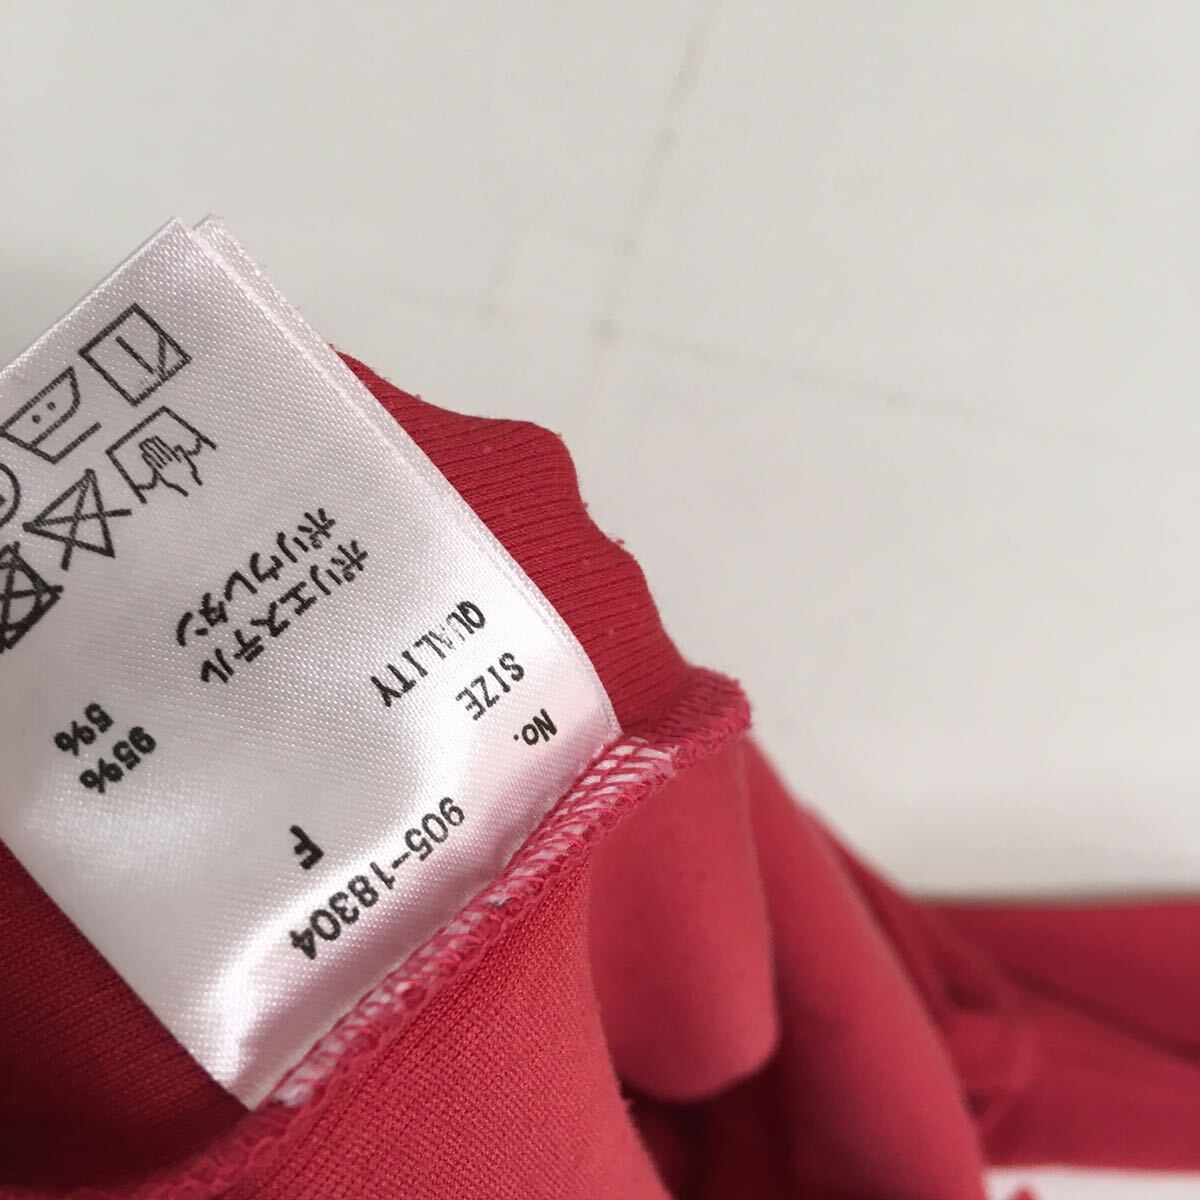 No. 905-18304
SIZE F
QUALITY
ポリエステル 95%
ポリウレタン 5%